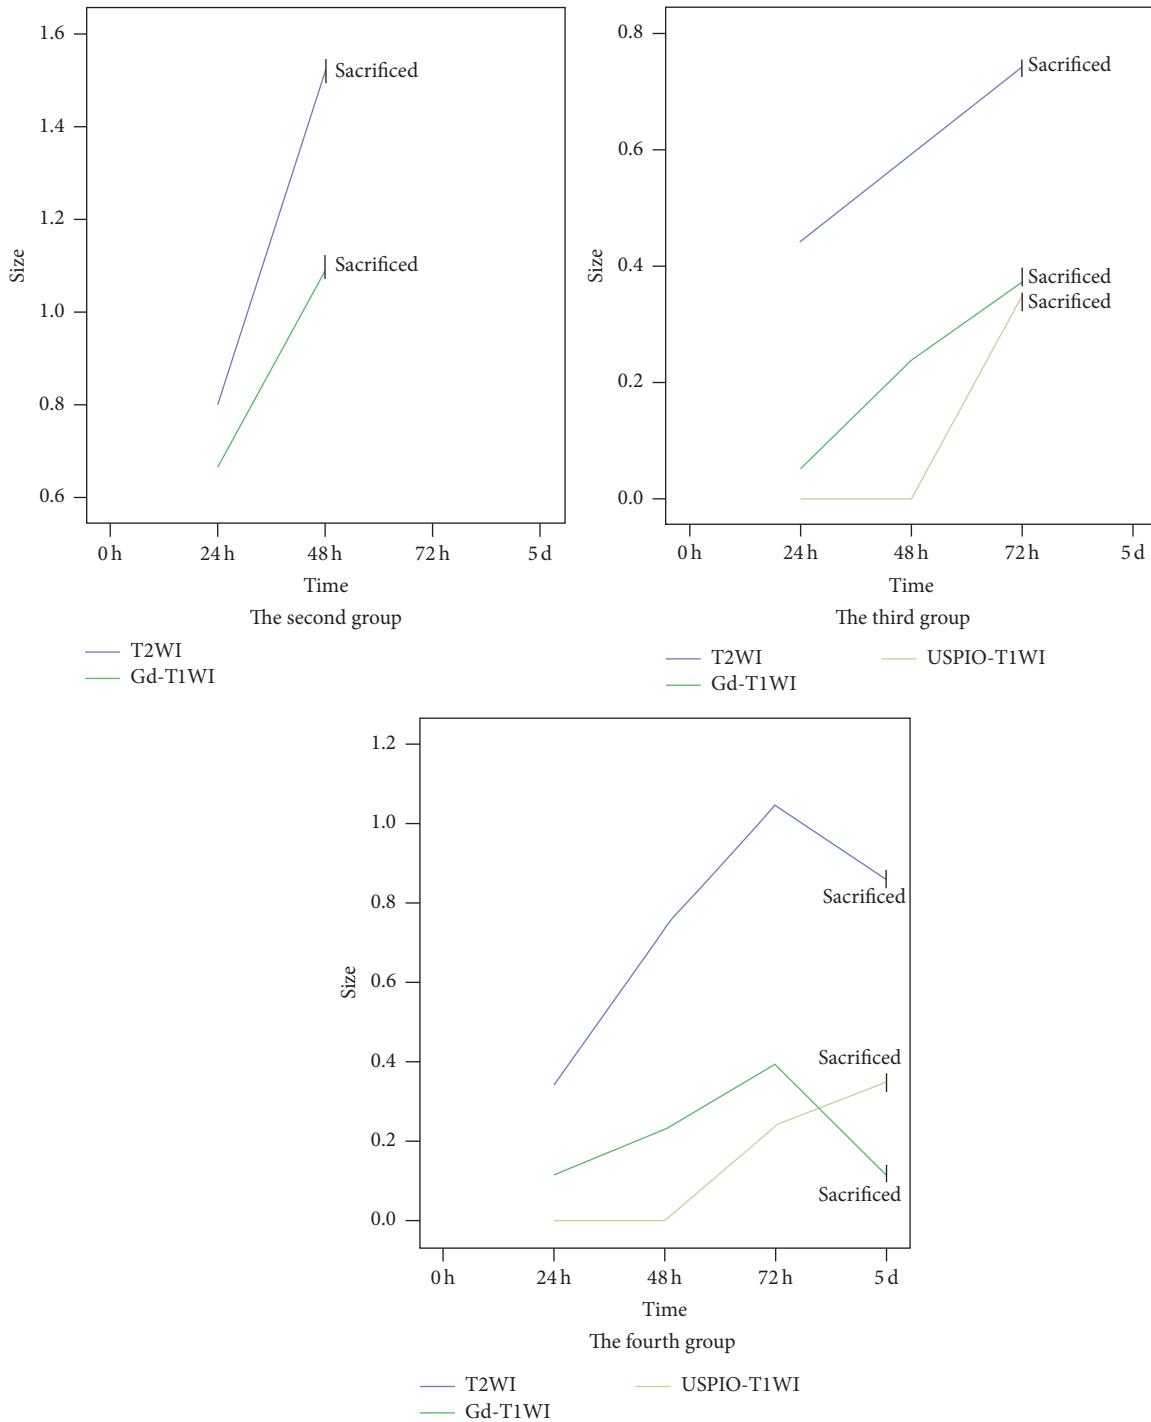 1.6
1.4
1.2
1.0
0.8
0.6
Size
Sacrificed
Sacrificed
0 h 24 h 48 h 72 h 5 d
Time
The second group
T2WI
Gd-T1WI
0.8
0.6
0.4
0.2
0.0
Size
Sacrificed
Sacrificed
Sacrificed
0 h 24 h 48 h 72 h 5 d
Time
The third group
T2WI USPIO-T1WI
Gd-T1WI
1.2
1.0
0.8
0.6
0.4
0.2
0.0
Size
Sacrificed
Sacrificed
Sacrificed
0 h 24 h 48 h 72 h 5 d
Time
The fourth group
T2WI USPIO-T1WI
Gd-T1WI